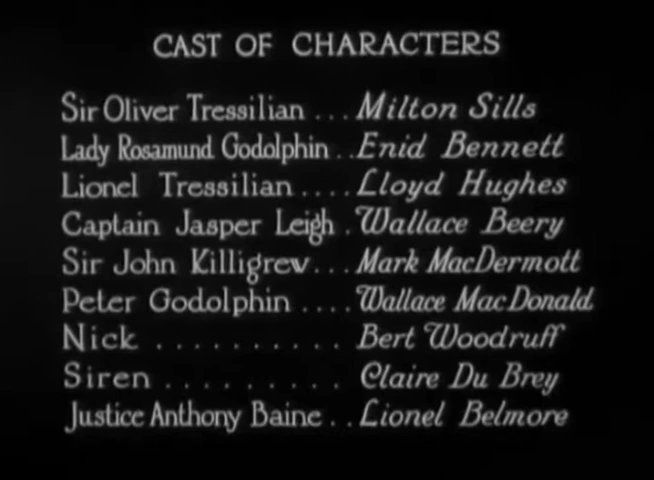 CAST OF CHARACTERS
Sir Oliver Tressilian ... Milton Sills
Lady Rosamund Godolphin .. Enid Bennett
Lionel Tressilian .... Lloyd Hughes
Captain Jasper Leigh . Wallace Beery
Sir John Killigrev... Mark MacDermott
Peter Godolphin .... Wallace MacDonald
Nick .......... Bert Woodruff
Siren ......... Claire Du Brey
Justice Anthony Baine .. Lionel Belmore